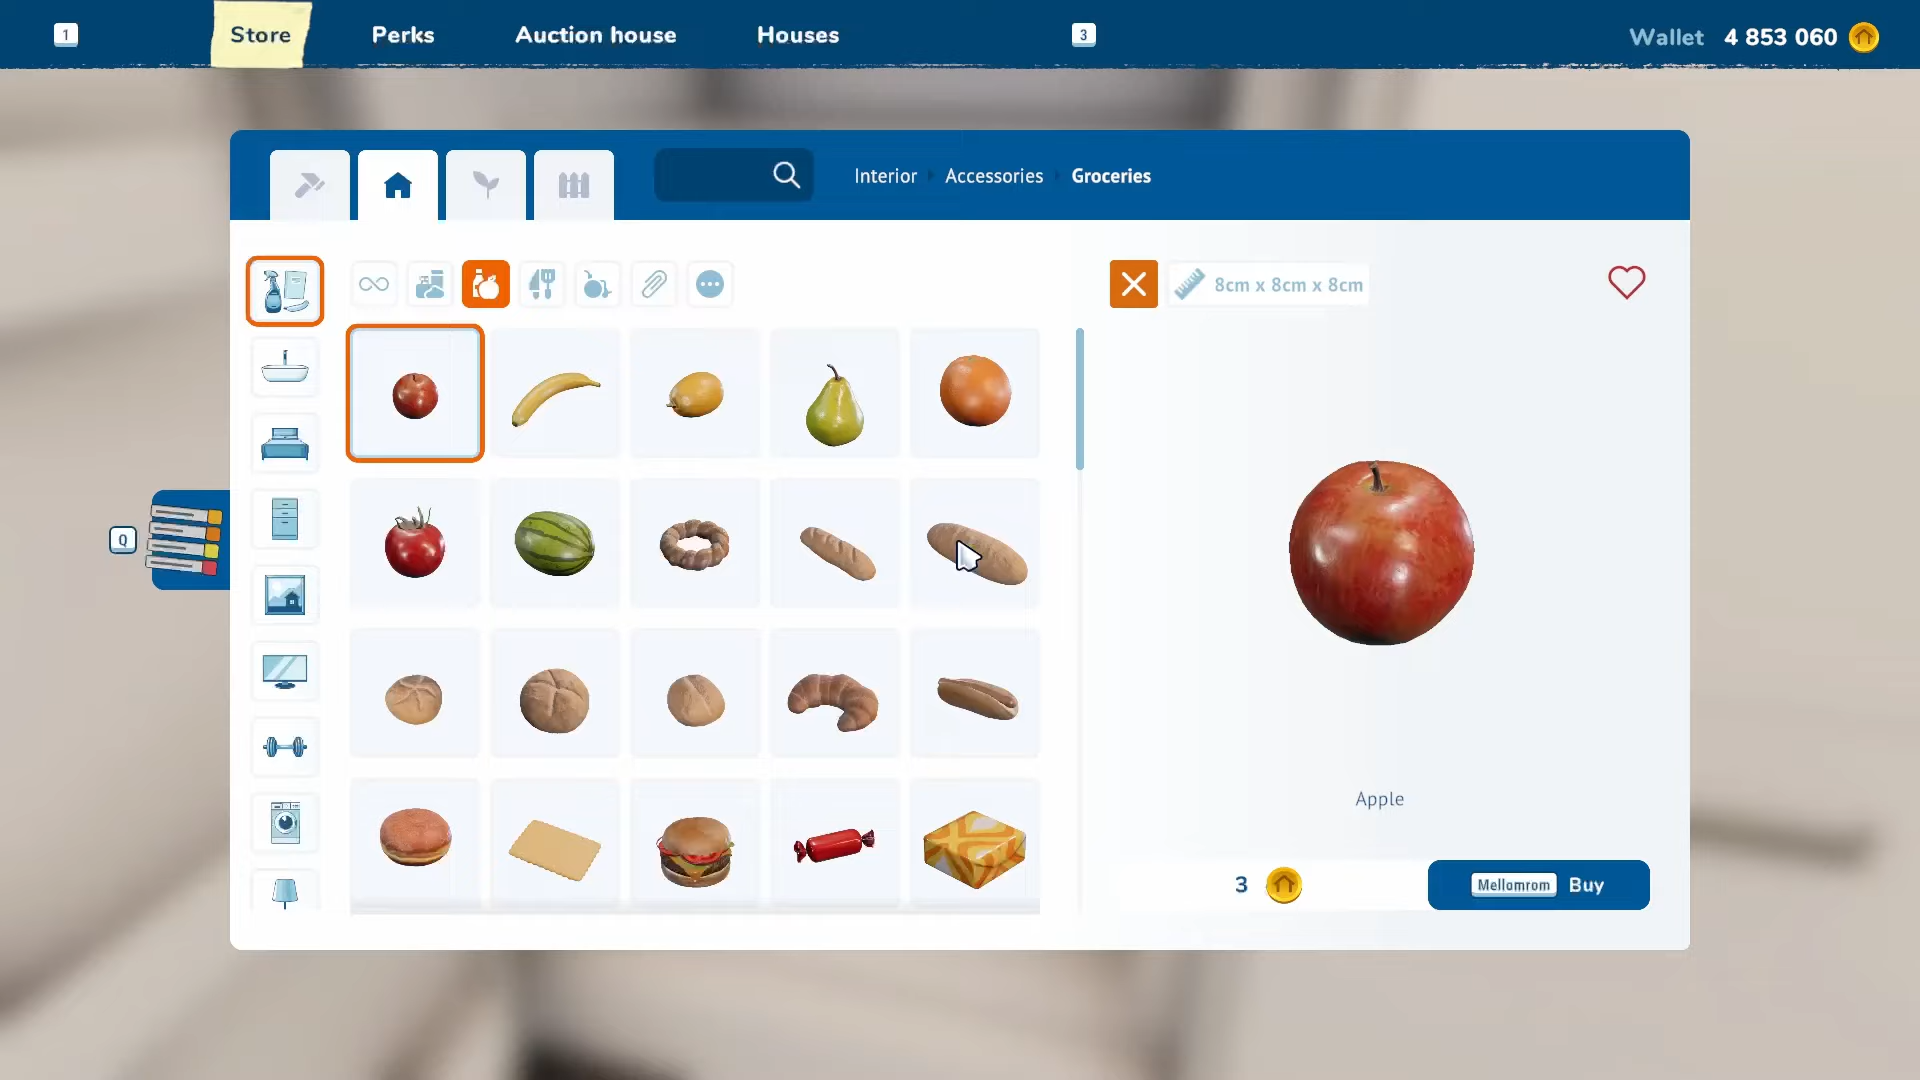 1
Store
Perks
Auction house
Houses
3
Wallet 4 853 060
Interior Accessories Groceries
8cm x 8cm x 8cm
Q
Apple
3
Mellomrom Buy